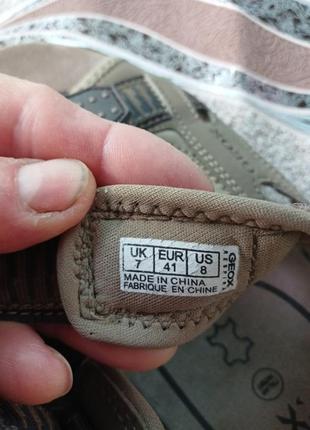 UK EUR US
7 41 8
MADE IN CHINA
FABRIQUE EN CHINE
GEOX
X